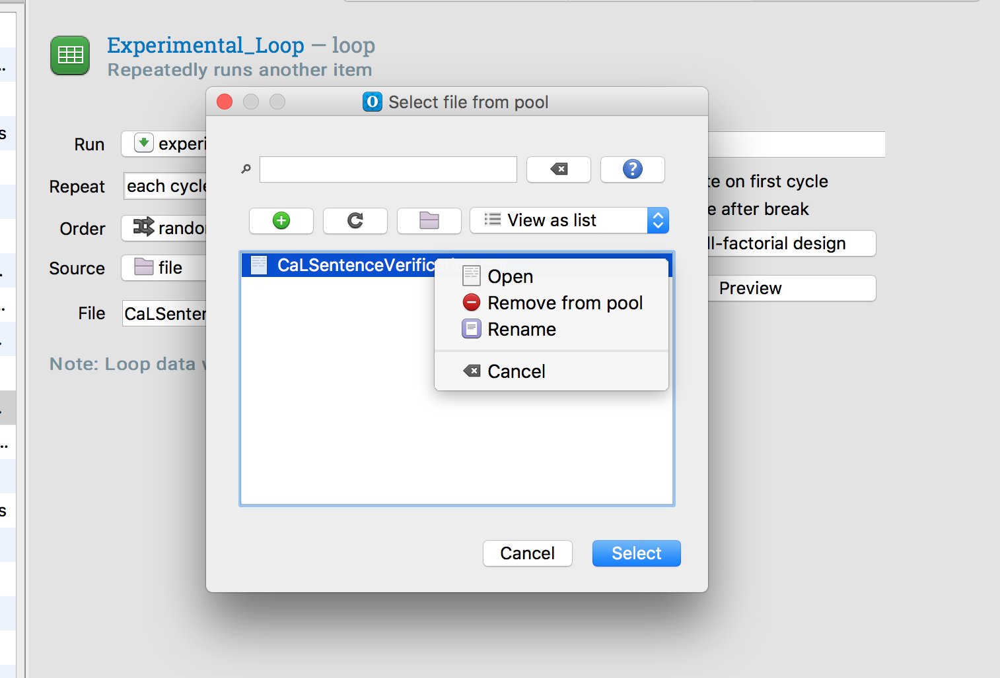 Experimental_Loop – loop
Repeatedly runs another item
Select file from pool
Run
experi
Repeat
each cycle
te on first cycle
e after break
Order
rando
View as list
ll-factorial design
Source
file
CaLSentenceVerification.csv
Open
Preview
Remove from pool
File
CaLSenter
Rename
Note: Loop data
Cancel
Cancel
Select